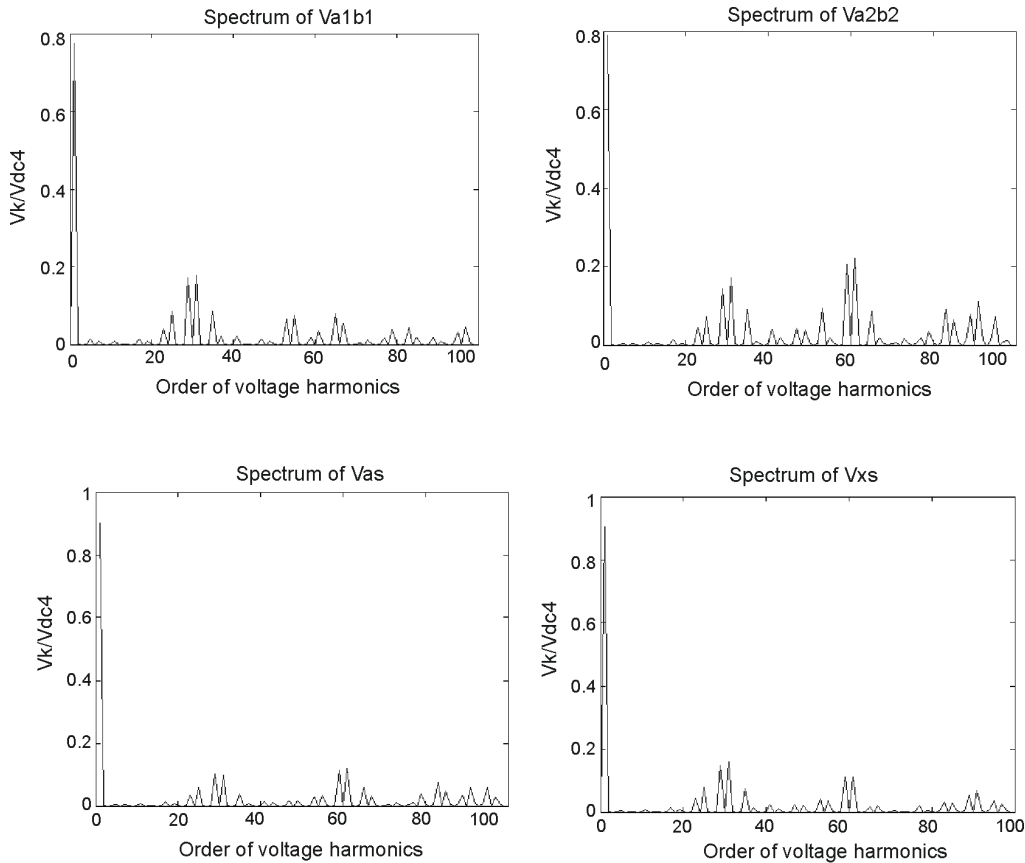 Spectrum of Va1b1
0.8
0.6
0.4
0.2
0
Vk/Vdc4
0 20 40 60 80 100
Order of voltage harmonics
Spectrum of Va2b2
0.8
0.6
0.4
0.2
0
Vk/Vdc4
0 20 40 60 80 100
Order of voltage harmonics
Spectrum of Vas
1
0.8
0.6
0.4
0.2
0
Vk/Vdc4
0 20 40 60 80 100
Order of voltage harmonics
Spectrum of Vxs
1
0.8
0.6
0.4
0.2
0
Vk/Vdc4
0 20 40 60 80 100
Order of voltage harmonics